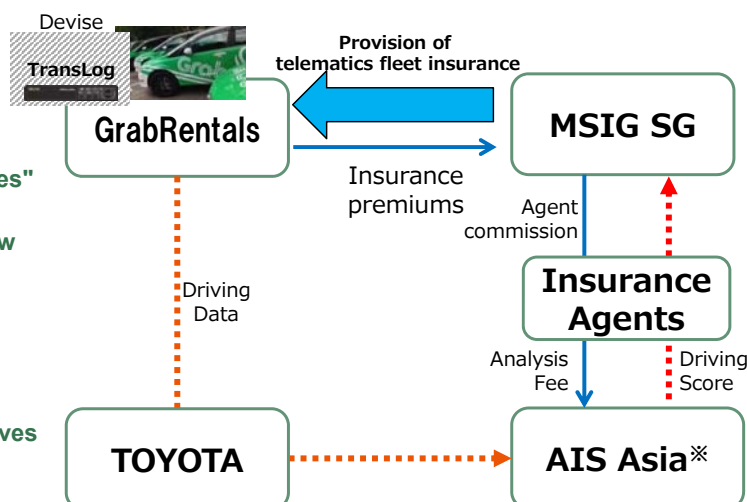 Devise
TransLog
Grab
Provision of
telematics fleet insurance
GrabRentals
MSIG SG
es"
Insurance
premiums
Agent
commission
w
Insurance
Agents
Driving
Data
Analysis
Fee
Driving
Score
ves
TOYOTA
AIS Asia※